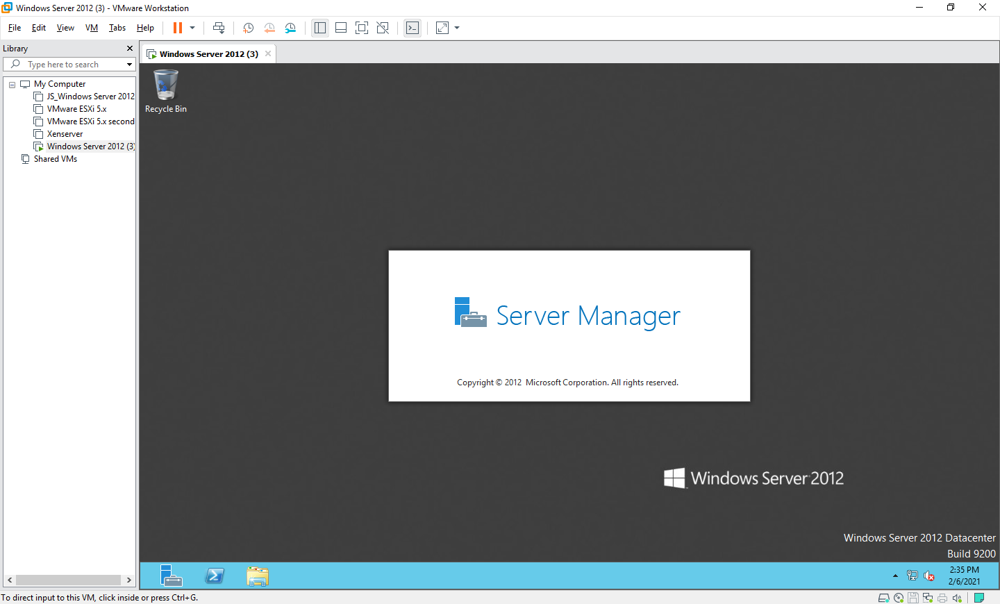 Windows Server 2012 (3) - VMware Workstation
File Edit View VM Tabs Help
Library
Type here to search
My Computer
JS_Windows Server 2012
VMware ESXi 5.x
VMware ESXi 5.x second
Xenserver
Windows Server 2012 (3)
Shared VMs
Windows Server 2012 (3)
Recycle Bin
Server Manager
Copyright © 2012 Microsoft Corporation. All rights reserved.
Windows Server 2012
Windows Server 2012 Datacenter
Build 9200
2:35 PM
2/6/2021
To direct input to this VM, click inside or press Ctrl+G.